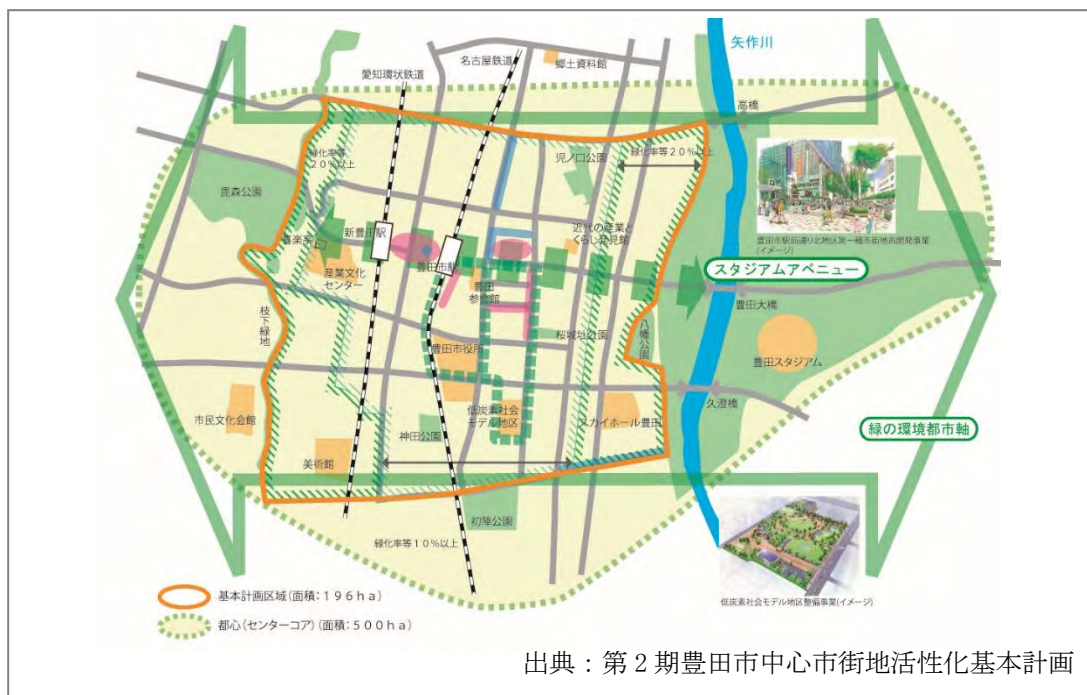 矢作川
名古屋鉄道
郷土資料館
愛知環状鉄道
高橋
緑化率等
20%以上
児ノ口公園
緑化率等20%以上
毘森公園
新豊田駅
近代の産業と
くらし発見館
喜楽亭
豊田市駅前通り北地区第一種市街地再開発事業
(イメージ)
産業文化
センター
豊田市駅
豊田
参合館
スタジアムアベニュー
枝下緑地
桜城址公園
八幡公園
豊田大橋
豊田市役所
豊田スタジアム
市民文化会館
低炭素社会
モデル地区
スカイホール豊田
久澄橋
神田公園
緑の環境都市軸
美術館
初陣公園
緑化率等10%以上
基本計画区域(面積:196ha)
低炭素社会モデル地区整備事業(イメージ)
都心(センターコア)(面積:500ha)
出典:第2期豊田市中心市街地活性化基本計画